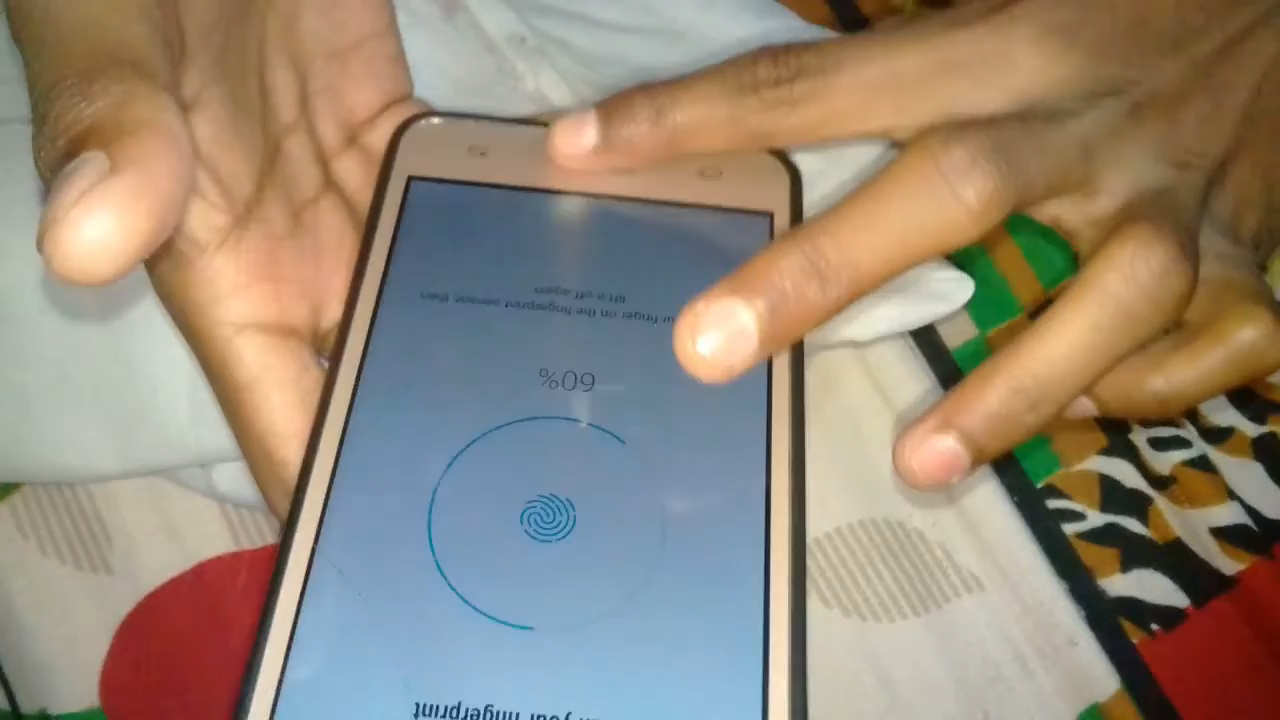 your fingerprint
60%
finger on the fingerprint sensor, then
lift it off again